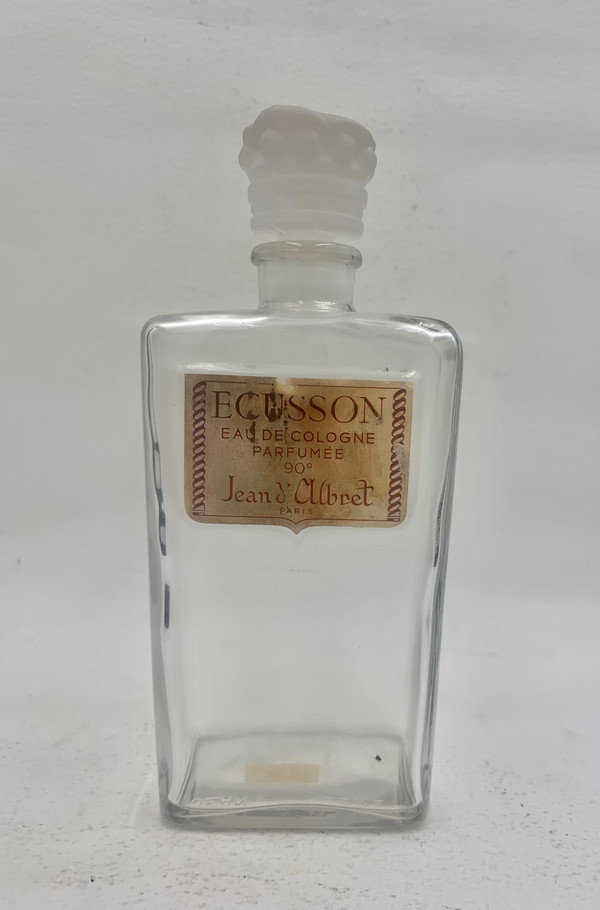 ECUSSON
EAU DE COLOGNE
PARFUMÉE
90°
Jean d'Albret
PARIS